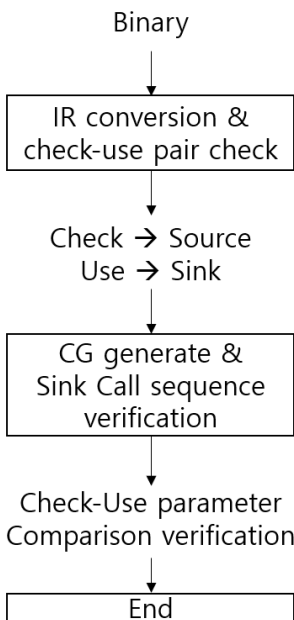 Binary
IR conversion &
check-use pair check
Check → Source
Use → Sink
CG generate &
Sink Call sequence
verification
Check-Use parameter
Comparison verification
End